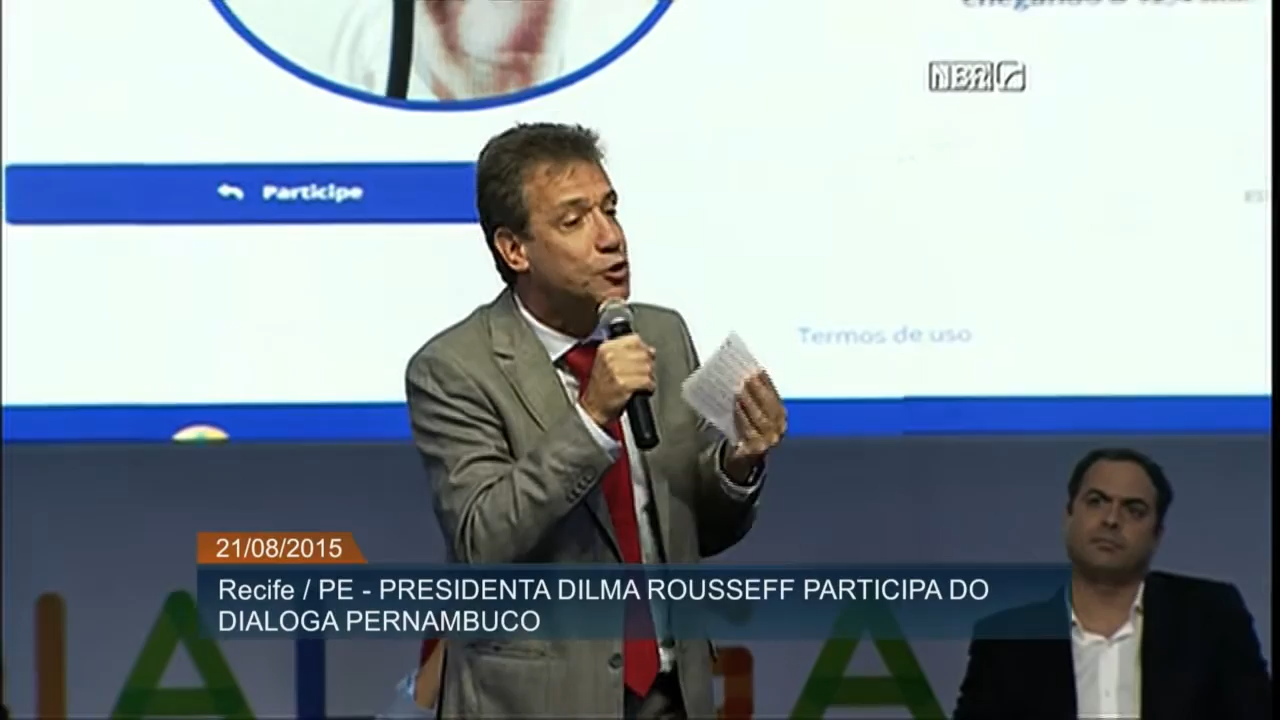 NBR
Participe
Termos de uso
21/08/2015
Recife / PE - PRESIDENTA DILMA ROUSSEFF PARTICIPA DO
DIALOGA PERNAMBUCO